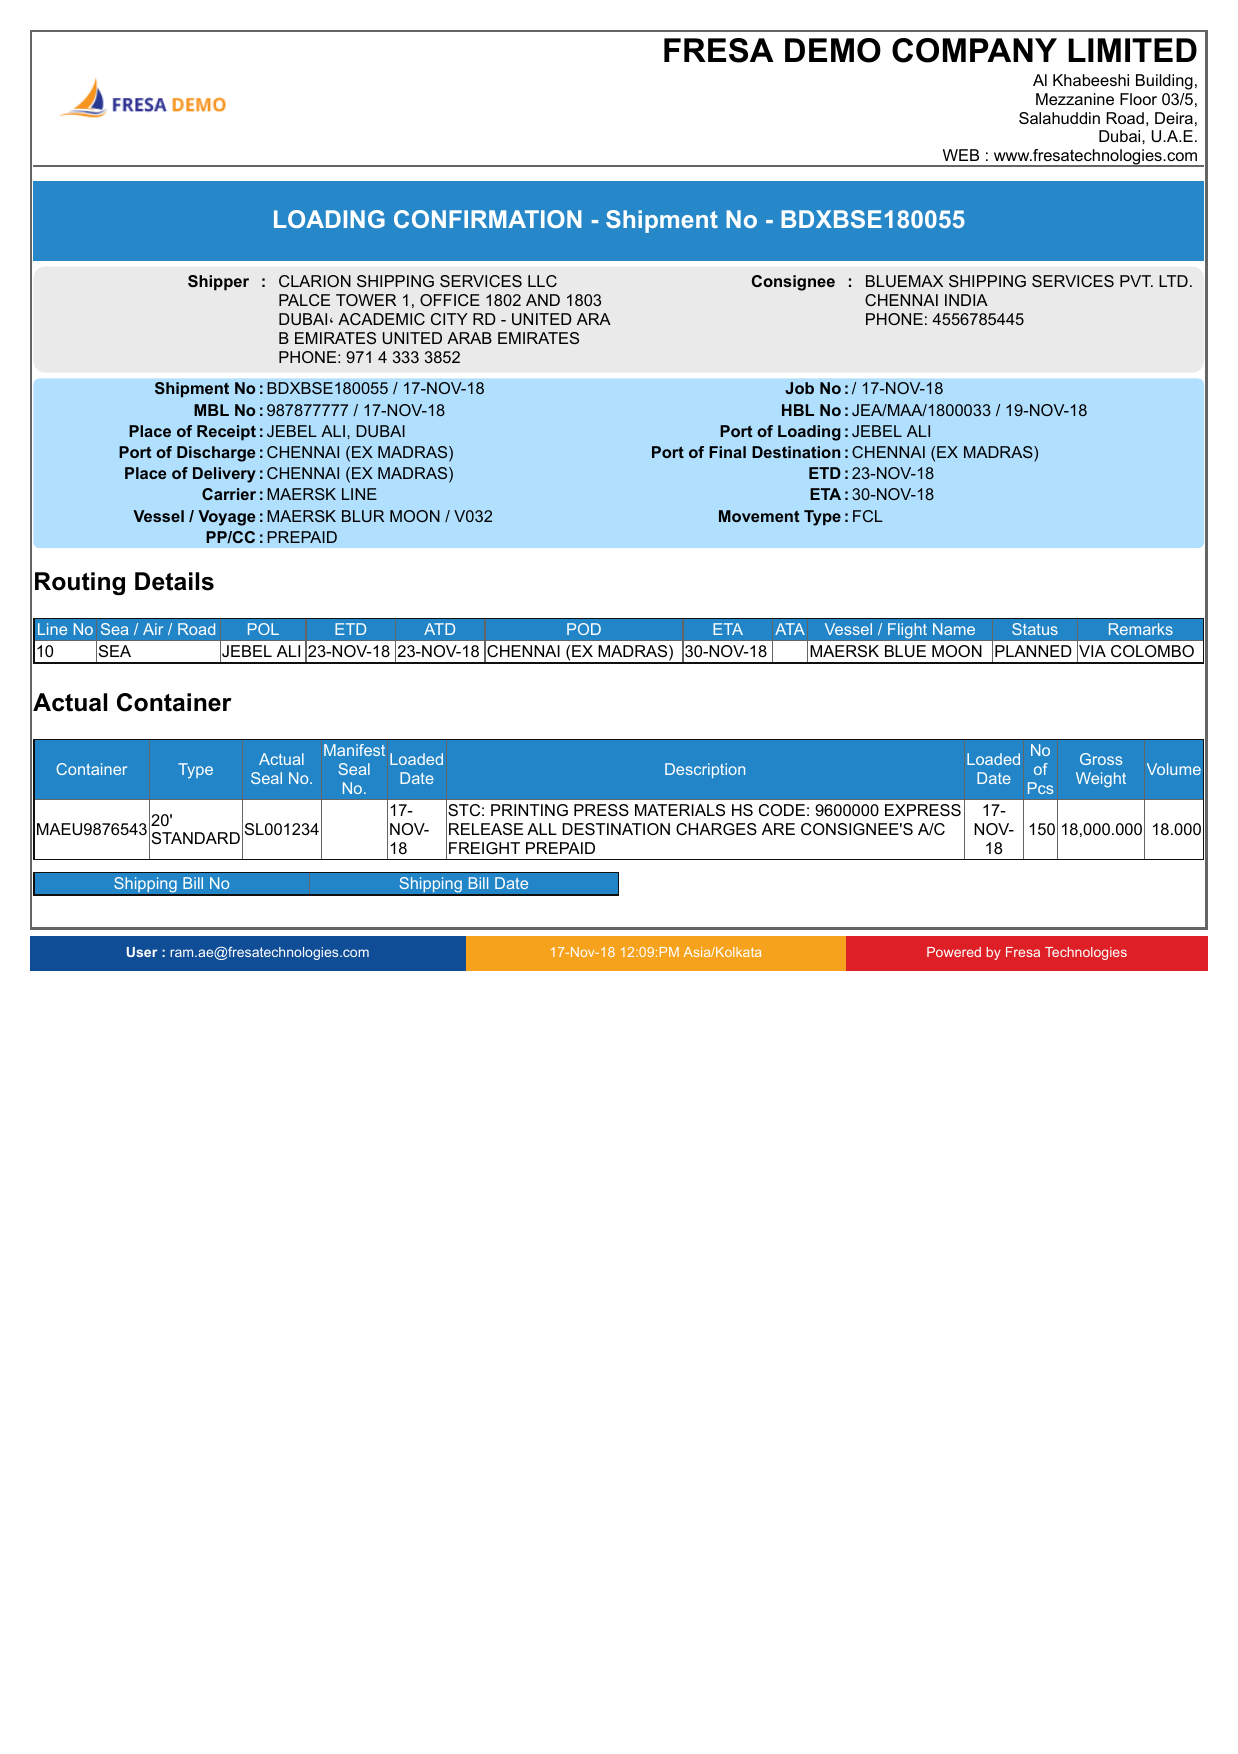 FRESA DEMO COMPANY LIMITED
FRESA DEMO
Al Khabeeshi Building,
Mezzanine Floor 03/5,
Salahuddin Road, Deira,
Dubai, U.A.E.
WEB : www.fresatechnologies.com
LOADING CONFIRMATION - Shipment No - BDXBSE180055
Shipper : CLARION SHIPPING SERVICES LLC
PALCE TOWER 1, OFFICE 1802 AND 1803
DUBAI، ACADEMIC CITY RD - UNITED ARA
B EMIRATES UNITED ARAB EMIRATES
PHONE: 971 4 333 3852
Consignee : BLUEMAX SHIPPING SERVICES PVT. LTD.
CHENNAI INDIA
PHONE: 4556785445
Shipment No : BDXBSE180055 / 17-NOV-18 Job No : / 17-NOV-18
MBL No : 987877777 / 17-NOV-18 HBL No : JEA/MAA/1800033 / 19-NOV-18
Place of Receipt : JEBEL ALI, DUBAI Port of Loading : JEBEL ALI
Port of Discharge : CHENNAI (EX MADRAS) Port of Final Destination : CHENNAI (EX MADRAS)
Place of Delivery : CHENNAI (EX MADRAS) ETD : 23-NOV-18
Carrier : MAERSK LINE ETA : 30-NOV-18
Vessel / Voyage : MAERSK BLUR MOON / V032 Movement Type : FCL
PP/CC : PREPAID
Routing Details
Line No Sea / Air / Road POL ETD ATD POD ETA ATA Vessel / Flight Name Status Remarks
10 SEA JEBEL ALI 23-NOV-18 23-NOV-18 CHENNAI (EX MADRAS) 30-NOV-18 MAERSK BLUE MOON PLANNED VIA COLOMBO
Actual Container
Container
Type
Actual
Seal No.
Manifest
Seal
No.
Loaded
Date
Description
Loaded
Date
No
of
Pcs
Gross
Weight
Volume
MAEU9876543
20'
STANDARD
SL001234
17-
NOV-
18
STC: PRINTING PRESS MATERIALS HS CODE: 9600000 EXPRESS
RELEASE ALL DESTINATION CHARGES ARE CONSIGNEE'S A/C
FREIGHT PREPAID
17-
NOV-
18
150
18,000.000
18.000
Shipping Bill No Shipping Bill Date
User : ram.ae@fresatechnologies.com 17-Nov-18 12:09:PM Asia/Kolkata Powered by Fresa Technologies